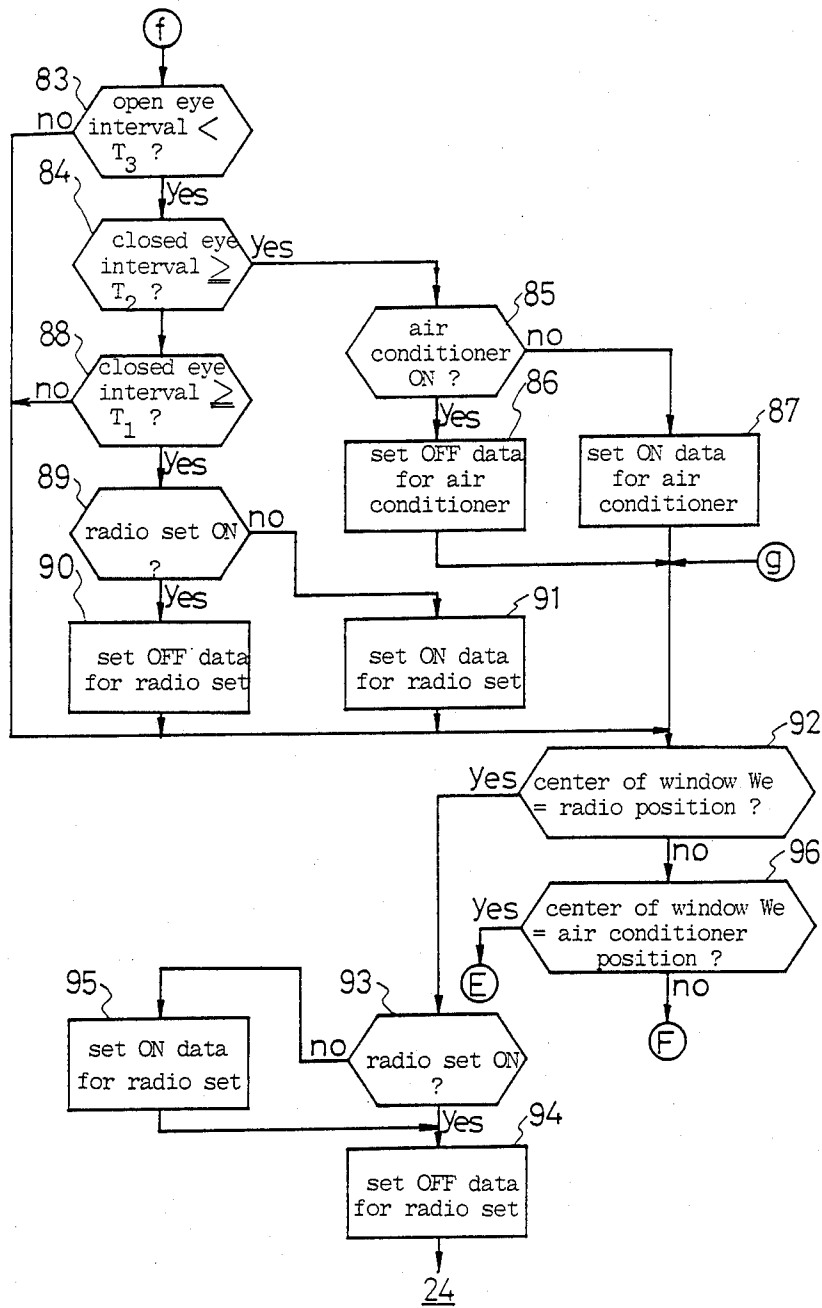 f
83
open eye
interval <
T3 ?
no
yes
84
closed eye
interval ≥
T2 ?
yes
85
air
conditioner
ON ?
no
88
closed eye
interval ≥
T1 ?
no
yes
86
set OFF data
for air
conditioner
yes
87
set ON data
for air
conditioner
89
radio set ON
?
no
g
90
yes
set OFF data
for radio set
91
set ON data
for radio set
92
center of window We
= radio position ?
yes
no
96
center of window We
= air conditioner
position ?
yes
E
no
F
93
radio set ON
?
no
95
set ON data
for radio set
yes
94
set OFF data
for radio set
24